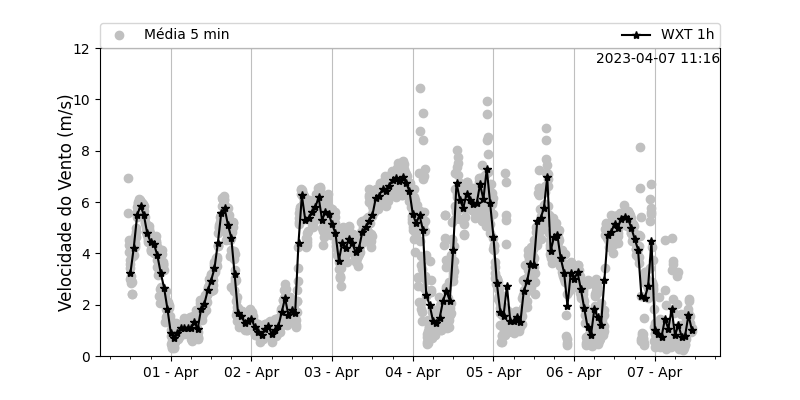 Média 5 min
WXT 1h
2023-04-07 11:16
Velocidade do Vento (m/s)
12
10
8
6
4
2
0
01 - Apr
02 - Apr
03 - Apr
04 - Apr
05 - Apr
06 - Apr
07 - Apr